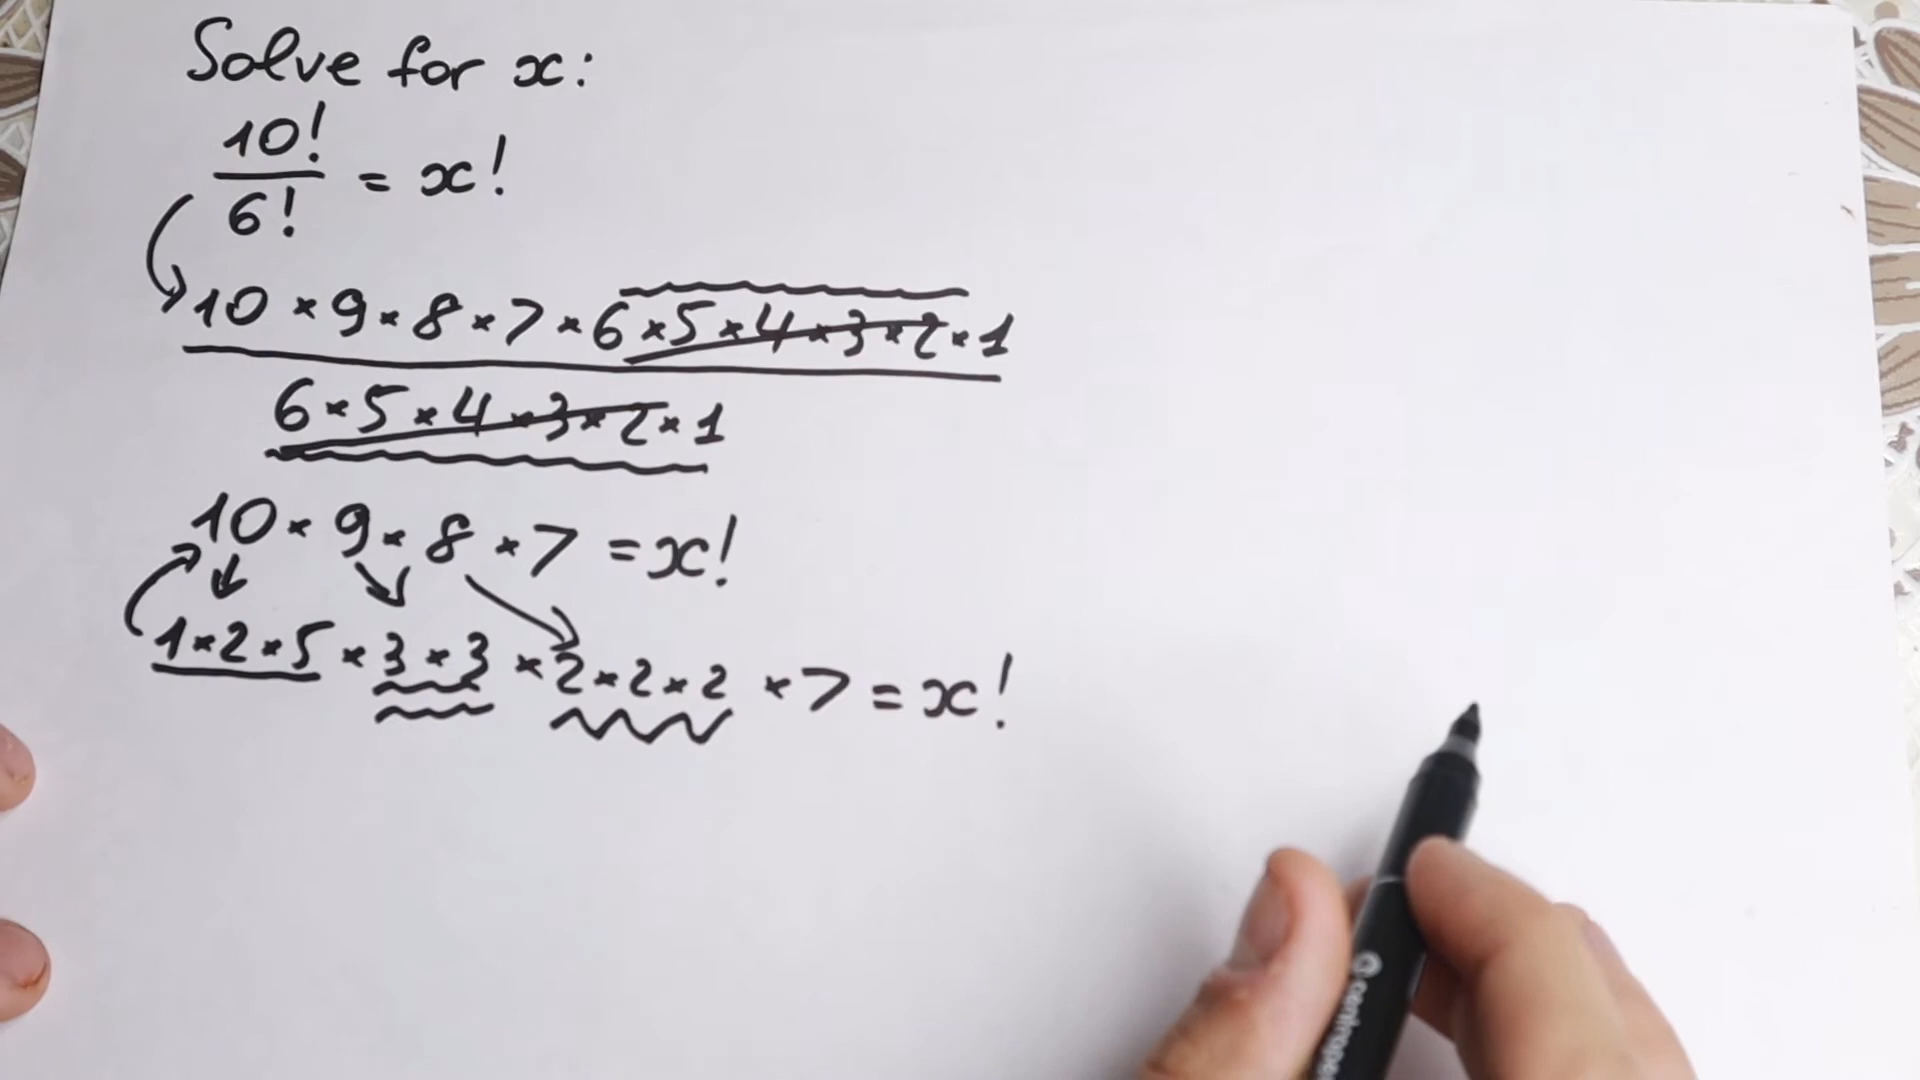 Solve for x:
10!
6!
= x!
10 × 9 × 8 × 7 × 6 × 5 × 4 × 3 × 2 × 1
6 × 5 × 4 × 3 × 2 × 1
10 × 9 × 8 × 7 = x!
1 × 2 × 5 × 3 × 3 × 2 × 2 × 2 × 7 = x!